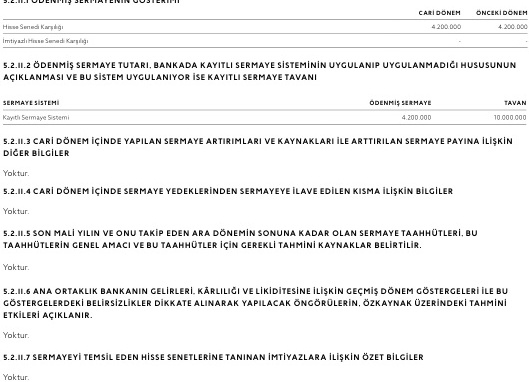 5.2.II.1 ÖDENMİŞ SERMAYENİN GÖSTERİMİ
CARİ DÖNEM ÖNCEKİ DÖNEM
Hisse Senedi Karşılığı 4.200.000 4.200.000
İmtiyazlı Hisse Senedi Karşılığı - -
5.2.II.2 ÖDENMİŞ SERMAYE TUTARI, BANKADA KAYITLI SERMAYE SİSTEMİNİN UYGULANIP UYGULANMADIĞI HUSUSUNUN
AÇIKLANMASI VE BU SİSTEM UYGULANIYOR İSE KAYITLI SERMAYE TAVANI
SERMAYE SİSTEMİ ÖDENMİŞ SERMAYE TAVAN
Kayıtlı Sermaye Sistemi 4.200.000 10.000.000
5.2.II.3 CARİ DÖNEM İÇİNDE YAPILAN SERMAYE ARTIRIMLARI VE KAYNAKLARI İLE ARTTIRILAN SERMAYE PAYINA İLİŞKİN
DİĞER BİLGİLER
Yoktur.
5.2.II.4 CARİ DÖNEM İÇİNDE SERMAYE YEDEKLERİNDEN SERMAYEYE İLAVE EDİLEN KISMA İLİŞKİN BİLGİLER
Yoktur.
5.2.II.5 SON MALİ YILIN VE ONU TAKİP EDEN ARA DÖNEMİN SONUNA KADAR OLAN SERMAYE TAAHHÜTLERİ, BU
TAAHHÜTLERİN GENEL AMACI VE BU TAAHHÜTLER İÇİN GEREKLİ TAHMİNİ KAYNAKLAR BELİRTİLİR.
Yoktur.
5.2.II.6 ANA ORTAKLIK BANKANIN GELİRLERİ, KÂRLILIĞI VE LİKİDİTESİNE İLİŞKİN GEÇMİŞ DÖNEM GÖSTERGELERİ İLE BU
GÖSTERGELERDEKİ BELİRSİZLİKLER DİKKATE ALINARAK YAPILACAK ÖNGÖRÜLERİN, ÖZKAYNAK ÜZERİNDEKİ TAHMİNİ
ETKİLERİ AÇIKLANIR.
Yoktur.
5.2.II.7 SERMAYEYİ TEMSİL EDEN HİSSE SENETLERİNE TANINAN İMTİYAZLARA İLİŞKİN ÖZET BİLGİLER
Yoktur.